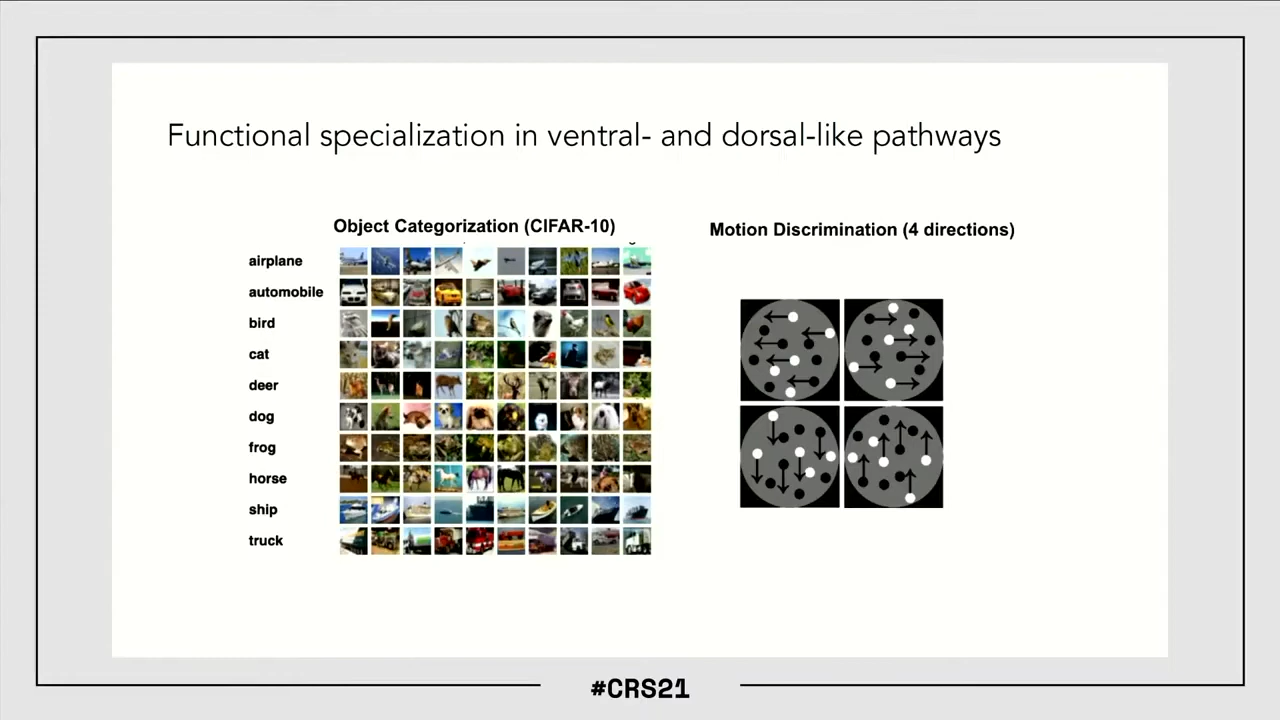 Functional specialization in ventral- and dorsal-like pathways
Object Categorization (CIFAR-10)
airplane
automobile
bird
cat
deer
dog
frog
horse
ship
truck
Motion Discrimination (4 directions)
#CRS21